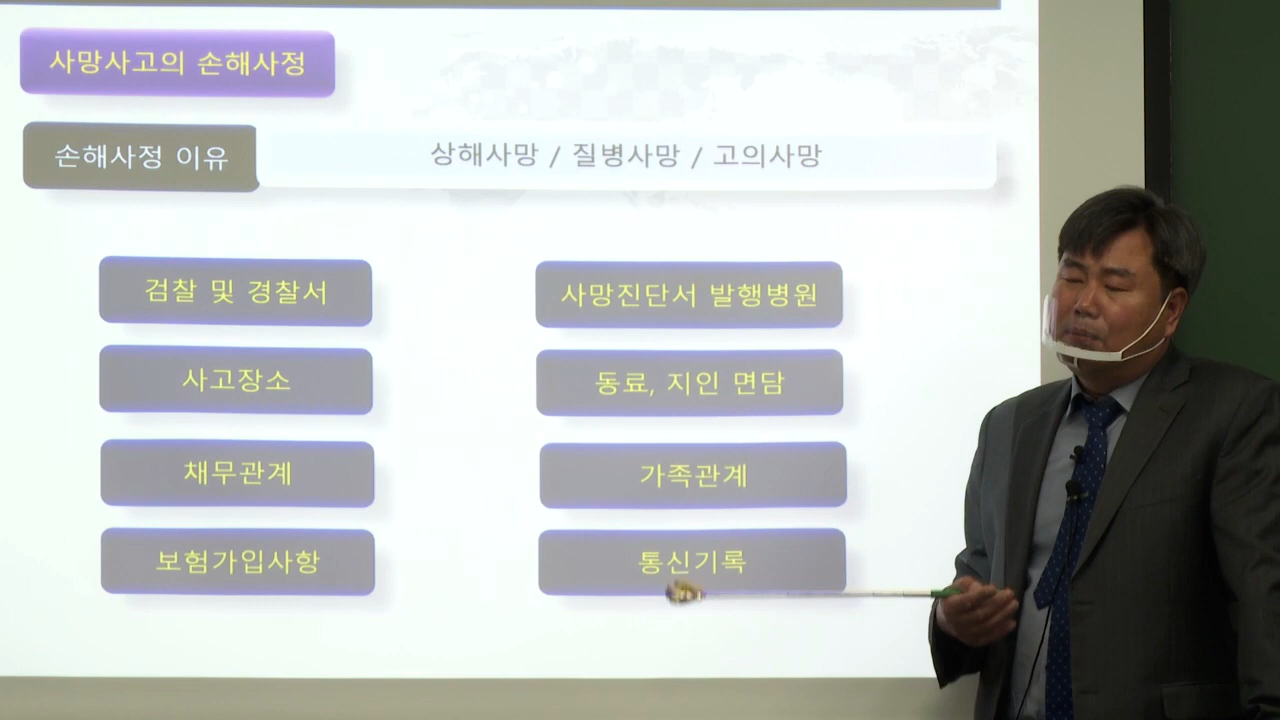 사망사고의 손해사정
손해사정 이유
상해사망 / 질병사망 / 고의사망
검찰 및 경찰서
사망진단서 발행병원
사고장소
동료, 지인 면담
채무관계
가족관계
보험가입사항
통신기록